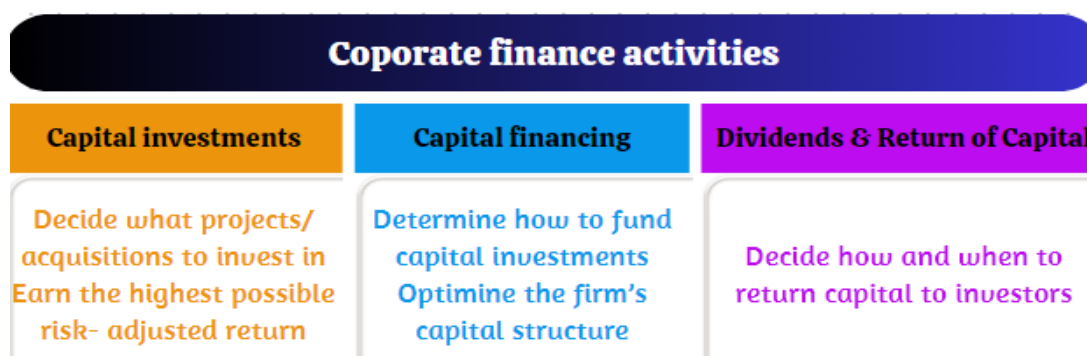 Coporate finance activities
Capital investments
Capital financing
Dividends & Return of Capital
Decide what projects/
acquisitions to invest in
Earn the highest possible
risk- adjusted return
Determine how to fund
capital investments
Optimine the firm's
capital structure
Decide how and when to
return capital to investors